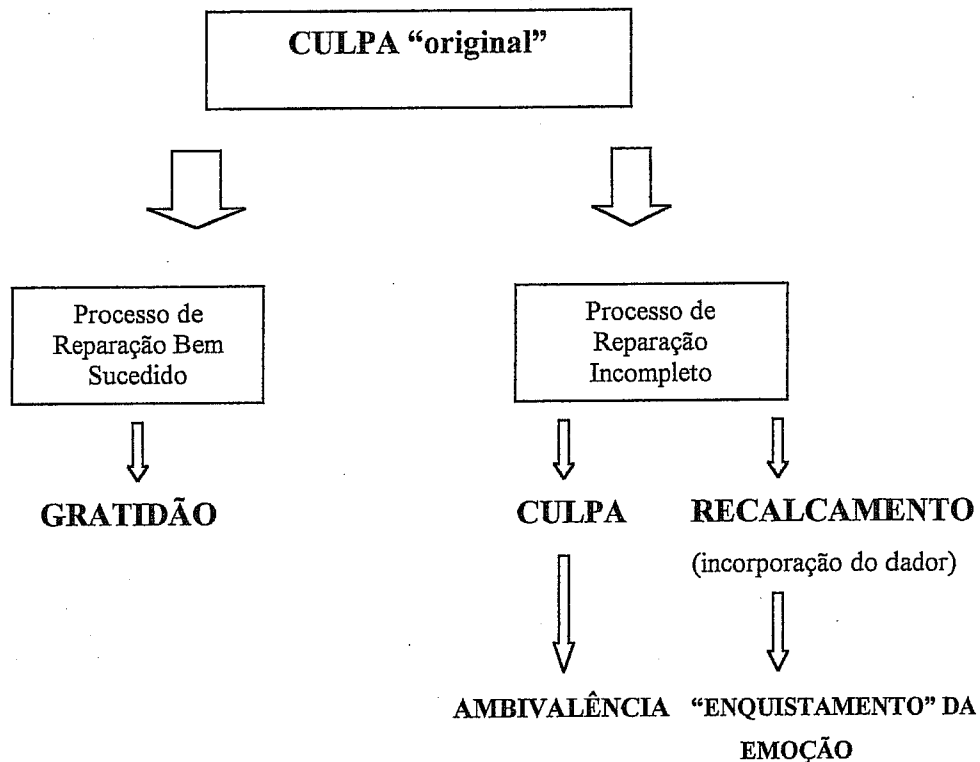 CULPA “original”
Processo de
Reparação Bem
Sucedido
Processo de
Reparação
Incompleto
GRATIDÃO
CULPA
RECALCAMENTO
(incorporação do dador)
AMBIVALÊNCIA
“ENQUISTAMENTO” DA
EMOÇÃO